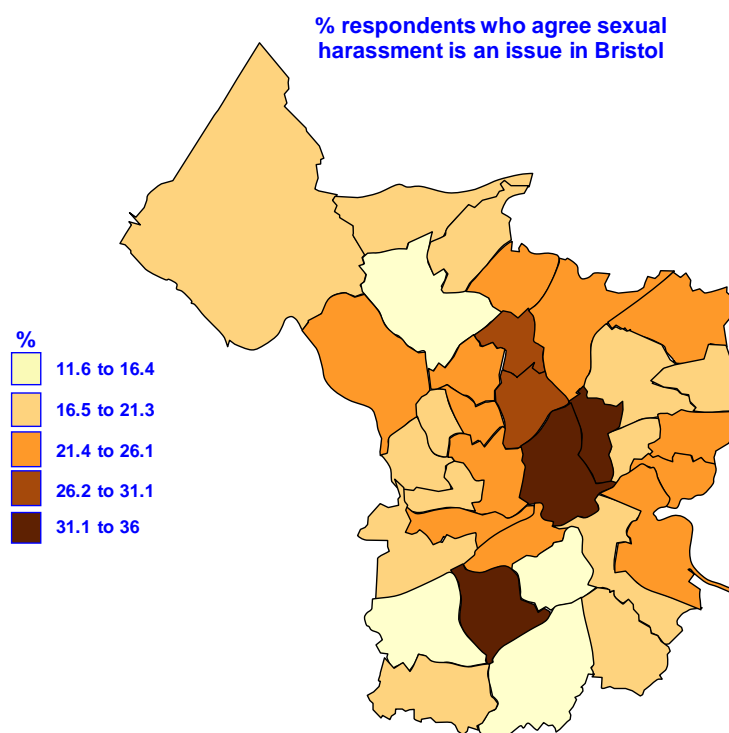 % respondents who agree sexual
harassment is an issue in Bristol
%
11.6 to 16.4
16.5 to 21.3
21.4 to 26.1
26.2 to 31.1
31.1 to 36